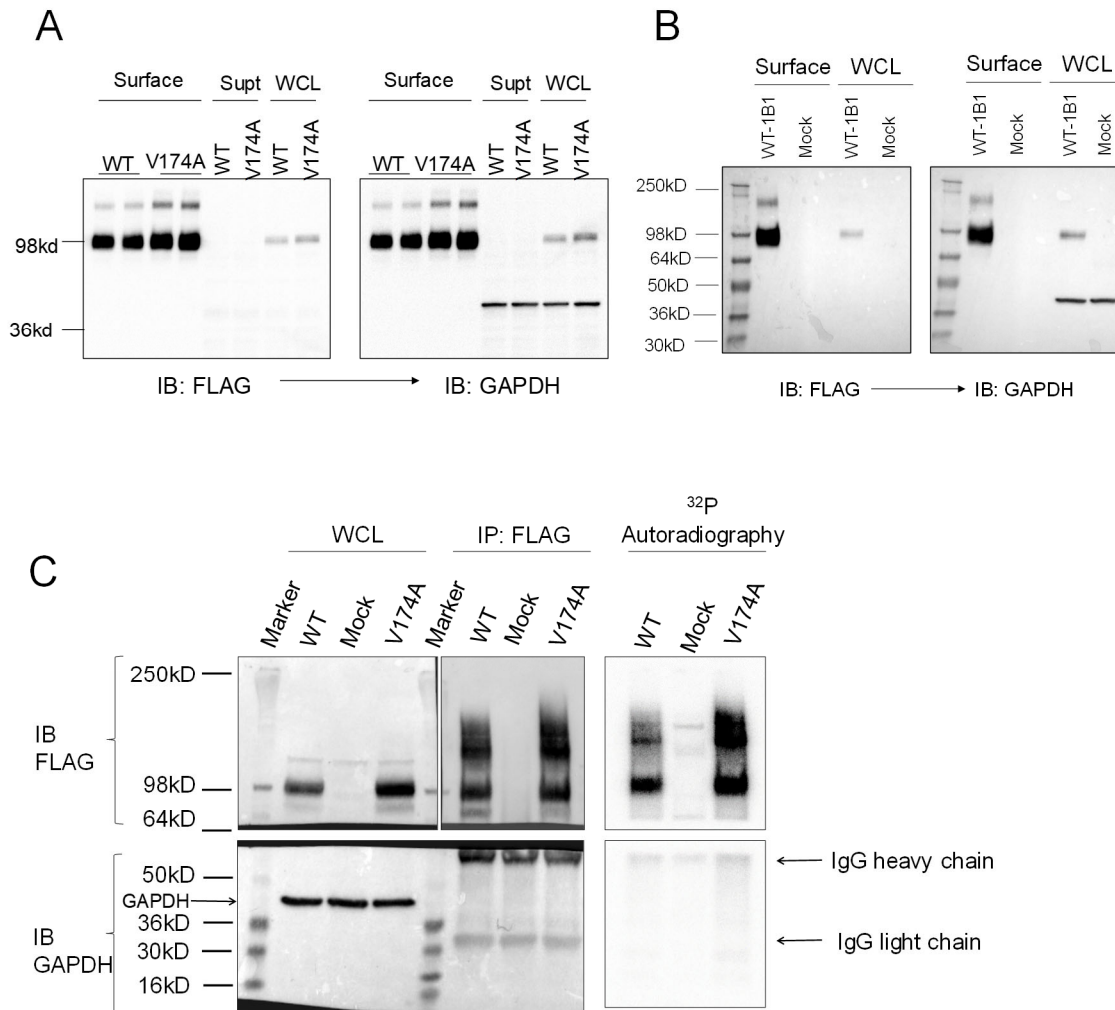 A
Surface Supt WCL
WT V174A WT V174A WT V174A
Surface Supt WCL
WT V174A WT V174A WT V174A
98kd
36kd
IB: FLAG IB: GAPDH
B
Surface WCL
WT-1B1 Mock WT-1B1 Mock
Surface WCL
WT-1B1 Mock WT-1B1 Mock
250kD
98kD
64kD
50kD
36kD
30kD
IB: FLAG IB: GAPDH
C
WCL IP: FLAG 32P
Autoradiography
Marker WT Mock V174A Marker WT Mock V174A WT Mock V174A
IB
FLAG
250kD
98kD
64kD
IB
GAPDH
50kD
GAPDH
36kD
30kD
16kD
IgG heavy chain
IgG light chain